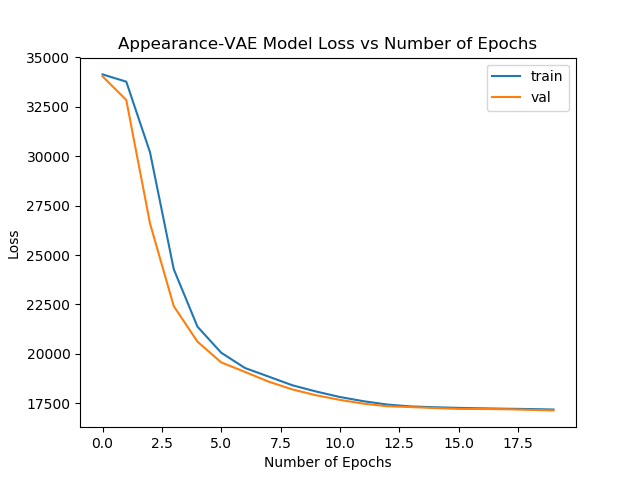 Appearance-VAE Model Loss vs Number of Epochs
train
val
35000
32500
30000
27500
25000
22500
20000
17500
Loss
0.0 2.5 5.0 7.5 10.0 12.5 15.0 17.5
Number of Epochs